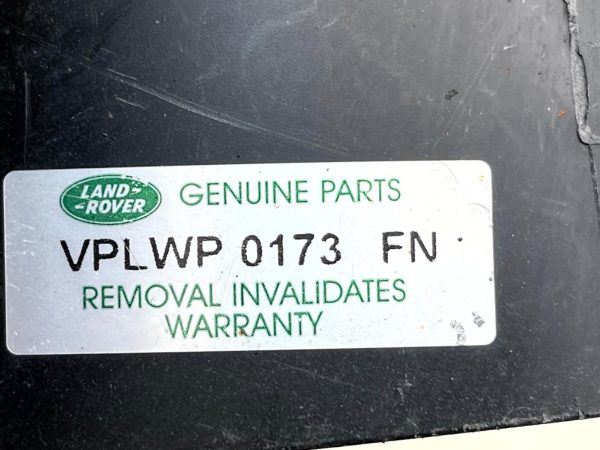 LAND-
-ROVER
GENUINE PARTS
VPLWP 0173 FN
REMOVAL INVALIDATES
WARRANTY